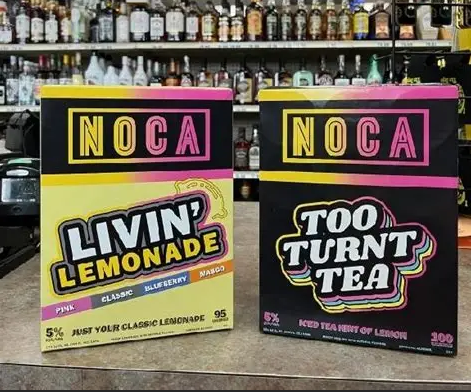 NOCA
LIVIN'
LEMONADE
PINK CLASSIC BLUEBERRY MANGO
5% JUST YOUR CLASSIC LEMONADE 95
NOCA
TOO
TURNT
TEA
5% ICED TEA HINT OF LEMON 100